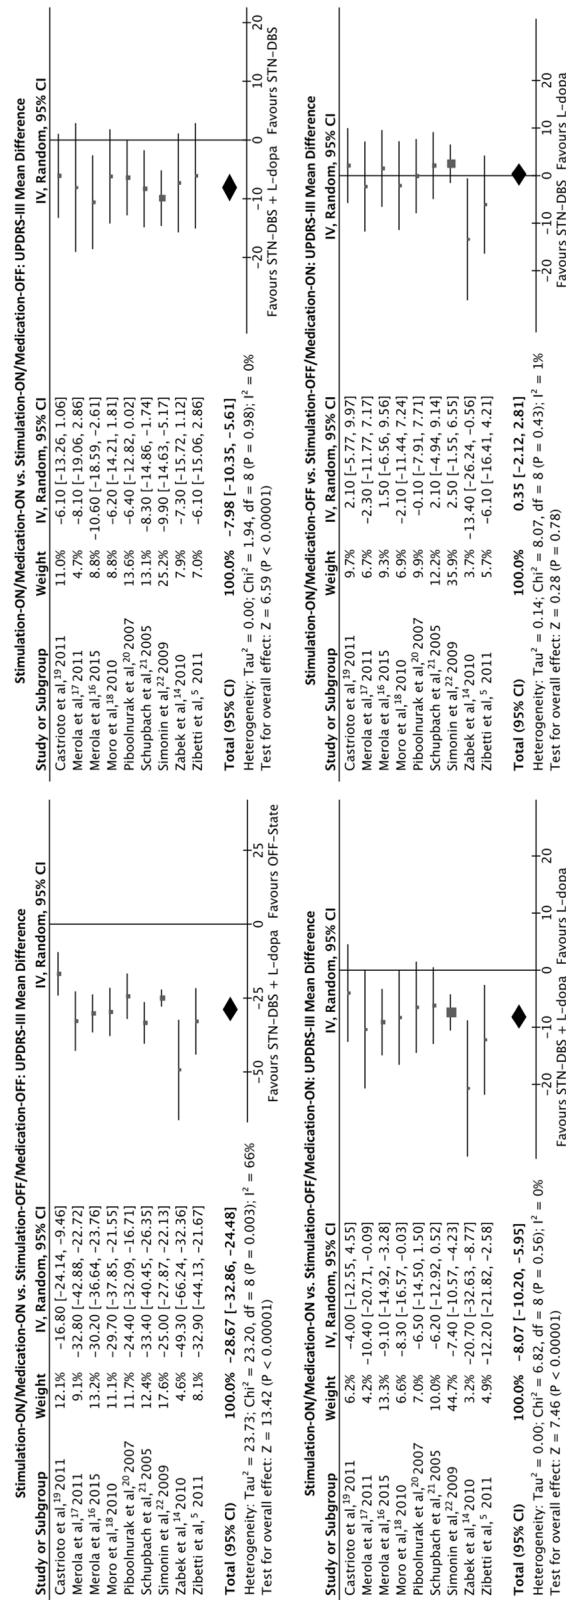 Stimulation-ON/Medication-ON vs. Stimulation-OFF/Medication-OFF: UPDRS-III Mean Difference
Study or Subgroup Weight IV, Random, 95% CI IV, Random, 95% CI
Castrioto et al,19 2011 12.1% −16.80 [−24.14, −9.46]
Merola et al,17 2011 9.1% −32.80 [−42.88, −22.72]
Merola et al,16 2015 13.2% −30.20 [−36.64, −23.76]
Moro et al,18 2010 11.1% −29.70 [−37.85, −21.55]
Piboolnurak et al,20 2007 11.7% −24.40 [−32.09, −16.71]
Schupbach et al,21 2005 12.4% −33.40 [−40.45, −26.35]
Simonin et al,22 2009 17.6% −25.00 [−27.87, −22.13]
Zabek et al,14 2010 4.6% −49.30 [−66.24, −32.36]
Zibetti et al,5 2011 8.1% −32.90 [−44.13, −21.67]
Total (95% CI) 100.0% −28.67 [−32.86, −24.48]
Heterogeneity: Tau2 = 23.73; Chi2 = 23.20, df = 8 (P = 0.003); I2 = 66%
Test for overall effect: Z = 13.42 (P < 0.00001)
−50 −25 0 25
Favours STN-DBS + L-dopa Favours OFF-State
Stimulation-ON/Medication-ON vs. Stimulation-ON/Medication-OFF: UPDRS-III Mean Difference
Study or Subgroup Weight IV, Random, 95% CI IV, Random, 95% CI
Castrioto et al,19 2011 11.0% −6.10 [−13.26, 1.06]
Merola et al,17 2011 4.7% −8.10 [−19.06, 2.86]
Merola et al,16 2015 8.8% −10.60 [−18.59, −2.61]
Moro et al,18 2010 8.8% −6.20 [−14.21, 1.81]
Piboolnurak et al,20 2007 13.6% −6.40 [−12.82, 0.02]
Schupbach et al,21 2005 13.1% −8.30 [−14.86, −1.74]
Simonin et al,22 2009 25.2% −9.90 [−14.63, −5.17]
Zabek et al,14 2010 7.9% −7.30 [−15.72, 1.12]
Zibetti et al,5 2011 7.0% −6.10 [−15.06, 2.86]
Total (95% CI) 100.0% −7.98 [−10.35, −5.61]
Heterogeneity: Tau2 = 0.00; Chi2 = 1.94, df = 8 (P = 0.98); I2 = 0%
Test for overall effect: Z = 6.59 (P < 0.00001)
−20 −10 0 10 20
Favours STN-DBS + L-dopa Favours STN-DBS
Stimulation-ON/Medication-ON vs. Stimulation-OFF/Medication-ON: UPDRS-III Mean Difference
Study or Subgroup Weight IV, Random, 95% CI IV, Random, 95% CI
Castrioto et al,19 2011 6.2% −4.00 [−12.55, 4.55]
Merola et al,17 2011 4.2% −10.40 [−20.71, −0.09]
Merola et al,16 2015 13.3% −9.10 [−14.92, −3.28]
Moro et al,18 2010 6.6% −8.30 [−16.57, −0.03]
Piboolnurak et al,20 2007 7.0% −6.50 [−14.50, 1.50]
Schupbach et al,21 2005 10.0% −6.20 [−12.92, 0.52]
Simonin et al,22 2009 44.7% −7.40 [−10.57, −4.23]
Zabek et al,14 2010 3.2% −20.70 [−32.63, −8.77]
Zibetti et al,5 2011 4.9% −12.20 [−21.82, −2.58]
Total (95% CI) 100.0% −8.07 [−10.20, −5.95]
Heterogeneity: Tau2 = 0.00; Chi2 = 6.82, df = 8 (P = 0.56); I2 = 0%
Test for overall effect: Z = 7.46 (P < 0.00001)
−20 −10 0 10 20
Favours STN-DBS + L-dopa Favours L-dopa
Stimulation-ON/Medication-OFF vs. Stimulation-OFF/Medication-ON: UPDRS-III Mean Difference
Study or Subgroup Weight IV, Random, 95% CI IV, Random, 95% CI
Castrioto et al,19 2011 9.7% 2.10 [−5.77, 9.97]
Merola et al,17 2011 6.7% −2.30 [−11.77, 7.17]
Merola et al,16 2015 9.3% 1.50 [−6.56, 9.56]
Moro et al,18 2010 6.9% −2.10 [−11.44, 7.24]
Piboolnurak et al,20 2007 9.9% −0.10 [−7.91, 7.71]
Schupbach et al,21 2005 12.2% 2.10 [−4.94, 9.14]
Simonin et al,22 2009 35.9% 2.50 [−1.55, 6.55]
Zabek et al,14 2010 3.7% −13.40 [−26.24, −0.56]
Zibetti et al,5 2011 5.7% −6.10 [−16.41, 4.21]
Total (95% CI) 100.0% 0.35 [−2.12, 2.81]
Heterogeneity: Tau2 = 0.14; Chi2 = 8.07, df = 8 (P = 0.43); I2 = 1%
Test for overall effect: Z = 0.28 (P = 0.78)
−20 −10 0 10 20
Favours STN-DBS Favours L-dopa